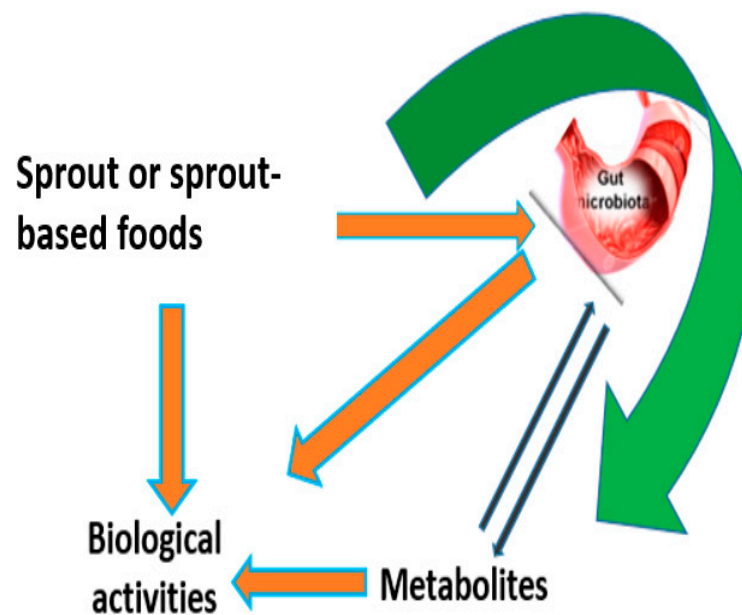 Sprout or sprout-
based foods
Gut
microbiota
Biological
activities
Metabolites